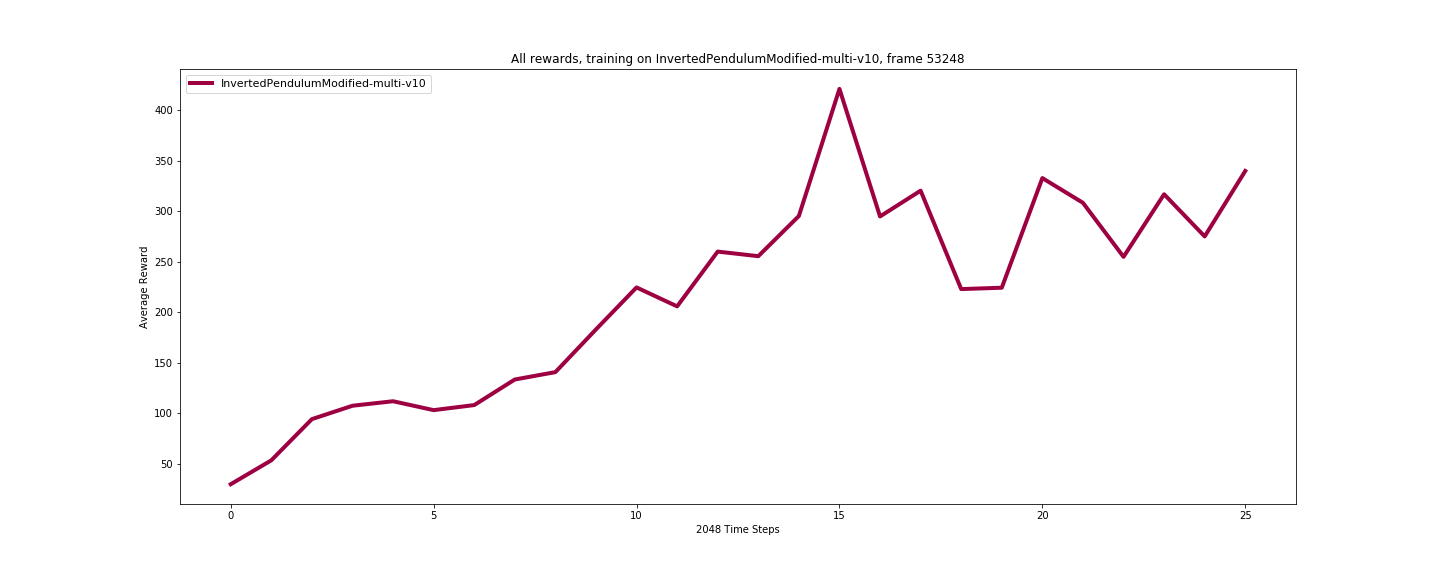 All rewards, training on InvertedPendulumModified-multi-v10, frame 53248
InvertedPendulumModified-multi-v10
400
350
300
250
200
150
100
50
Average Reward
0 5 10 15 20 25
2048 Time Steps